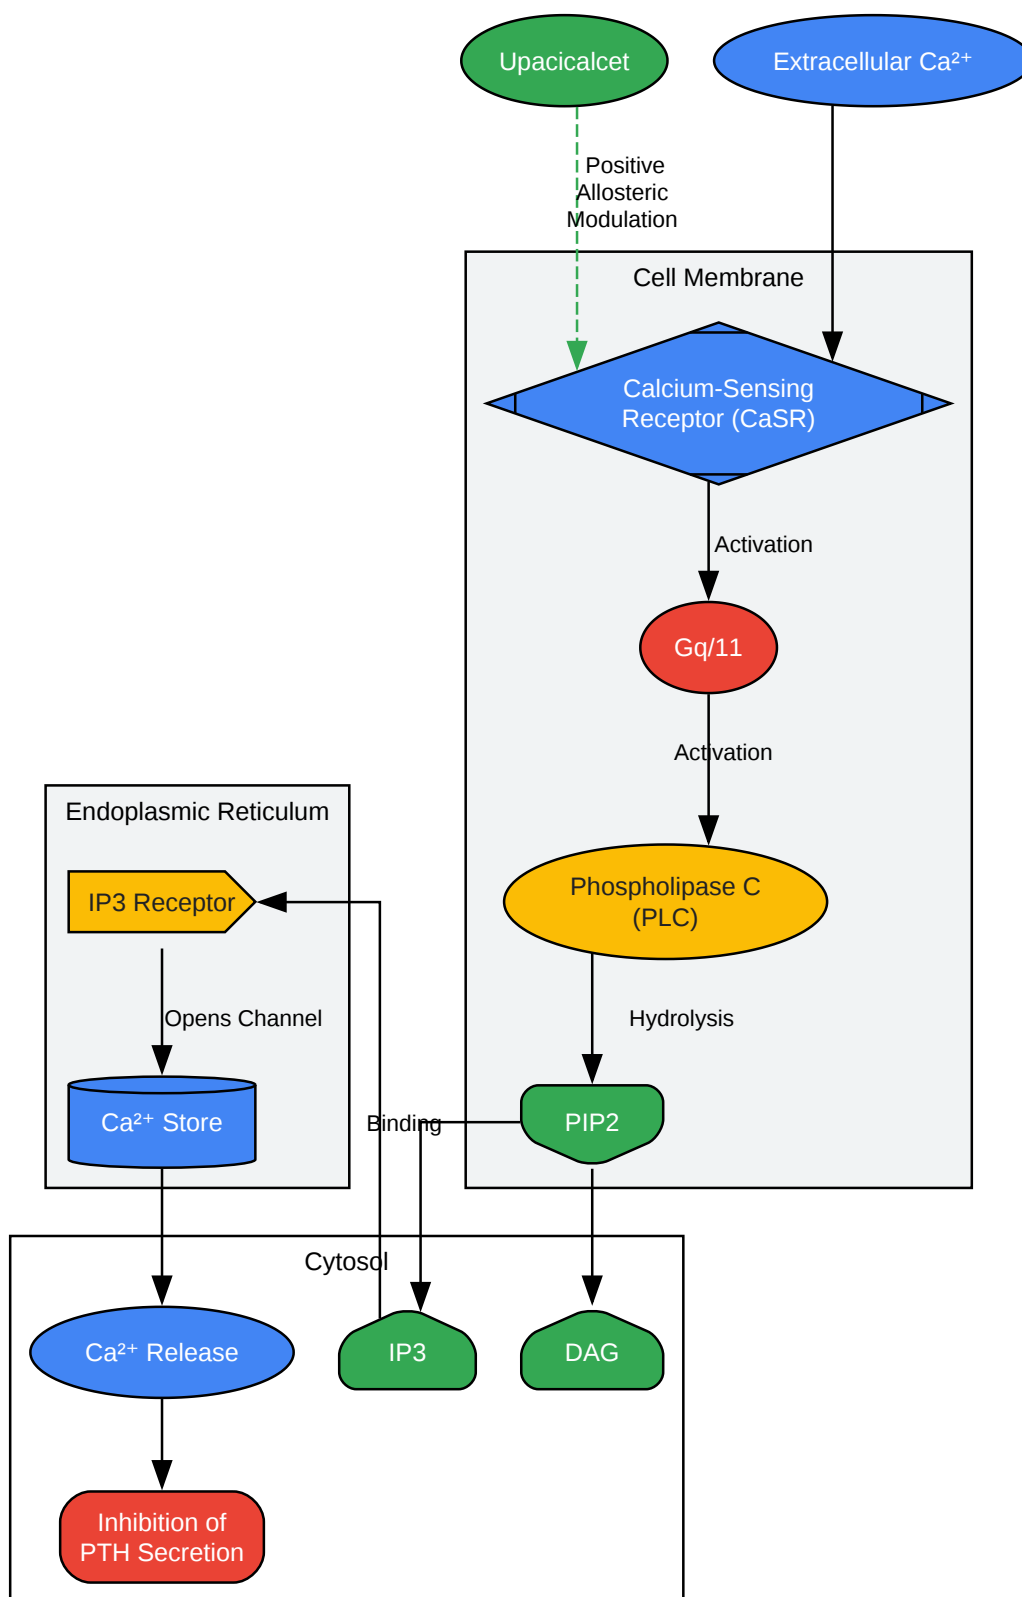 Upacicalcet
Extracellular Ca²⁺
Positive
Allosteric
Modulation
Cell Membrane
Calcium-Sensing
Receptor (CaSR)
Activation
Gq/11
Activation
Endoplasmic Reticulum
Phospholipase C
(PLC)
IP3 Receptor
Opens Channel
Hydrolysis
Ca²⁺ Store
Binding
PIP2
Cytosol
Ca²⁺ Release
IP3
DAG
Inhibition of
PTH Secretion